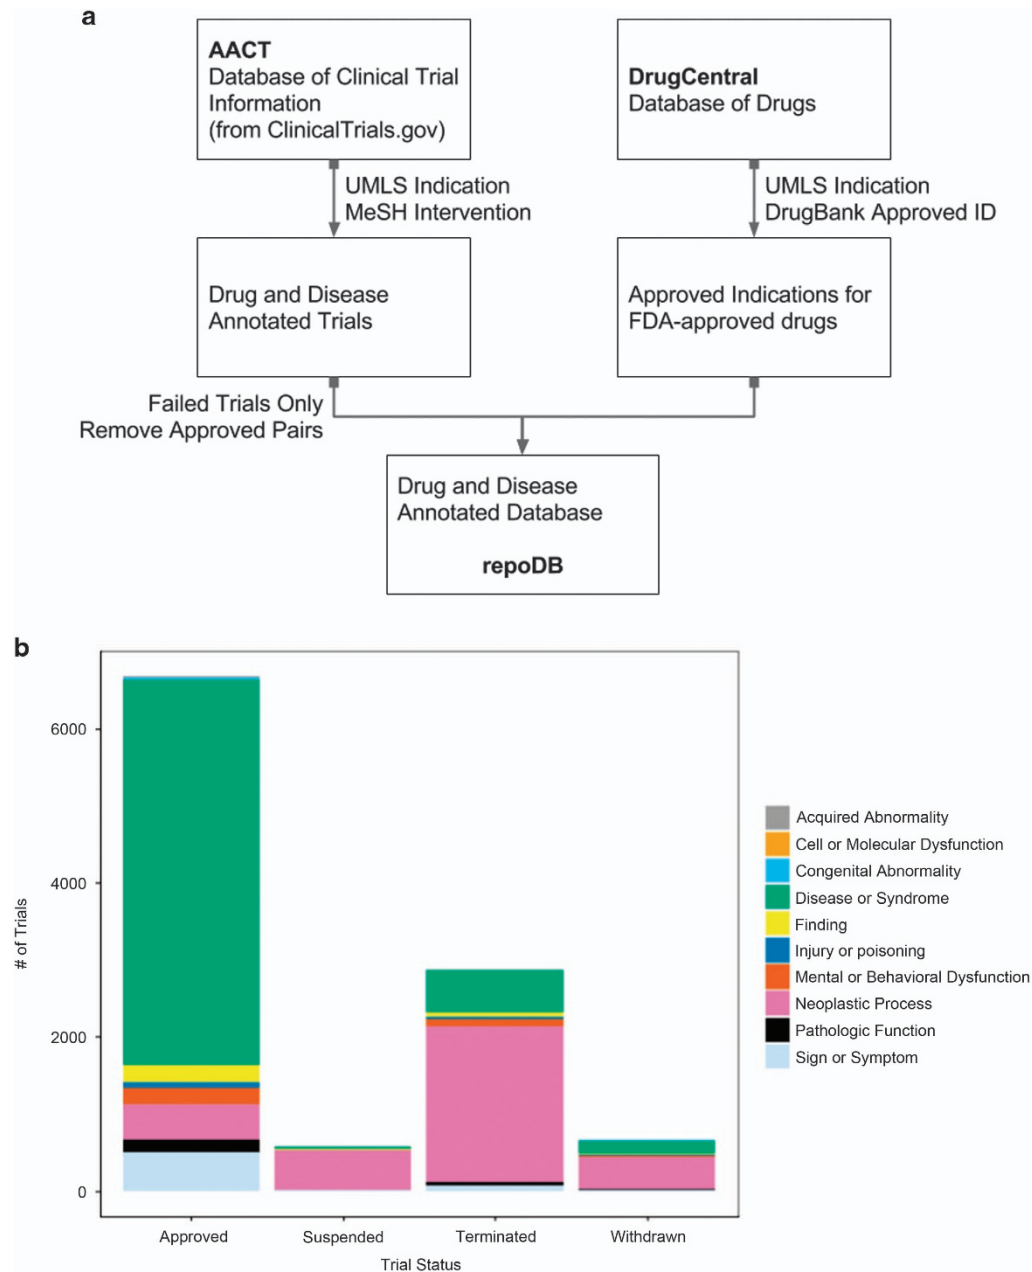 a
AACT
Database of Clinical Trial
Information
(from ClinicalTrials.gov)
DrugCentral
Database of Drugs
UMLS Indication
MeSH Intervention
UMLS Indication
DrugBank Approved ID
Drug and Disease
Annotated Trials
Approved Indications for
FDA-approved drugs
Failed Trials Only
Remove Approved Pairs
Drug and Disease
Annotated Database
repoDB
b
# of Trials
6000
4000
2000
0
Approved
Suspended
Terminated
Withdrawn
Trial Status
Acquired Abnormality
Cell or Molecular Dysfunction
Congenital Abnormality
Disease or Syndrome
Finding
Injury or poisoning
Mental or Behavioral Dysfunction
Neoplastic Process
Pathologic Function
Sign or Symptom